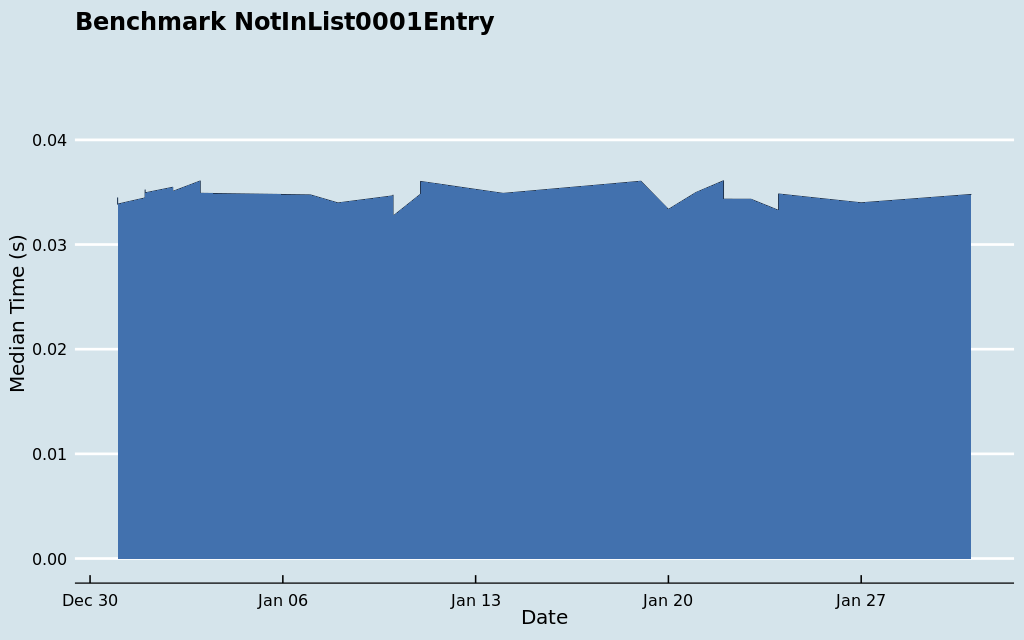 Benchmark NotInList0001Entry
0.04
0.03
0.02
0.01
0.00
Median Time (s)
Dec 30 Jan 06 Jan 13 Jan 20 Jan 27
Date